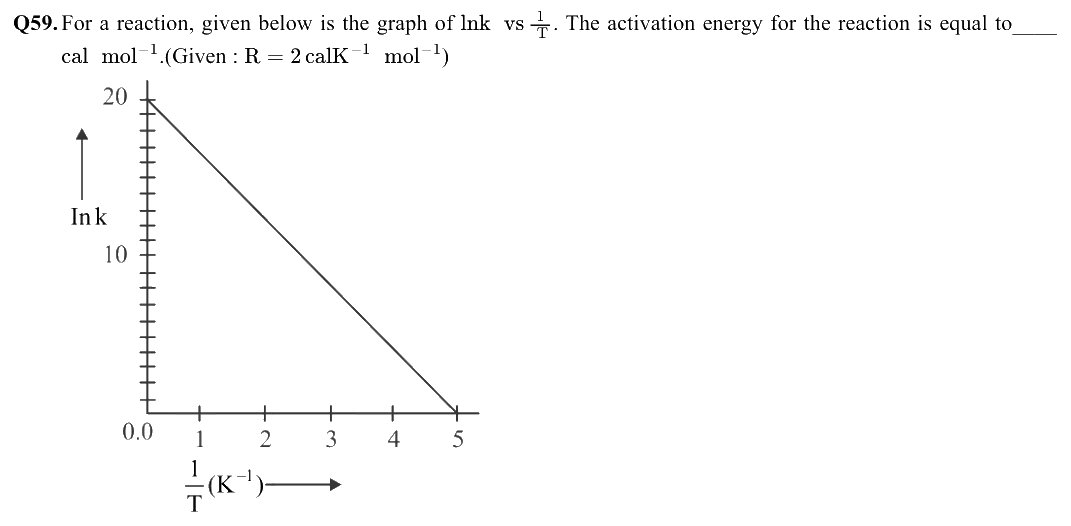 Q59. For a reaction, given below is the graph of lnk vs 1/T. The activation energy for the reaction is equal to____
cal mol⁻¹.(Given : R = 2 calK⁻¹ mol⁻¹)
20
ln k
10
0.0 1 2 3 4 5
1/T (K⁻¹)